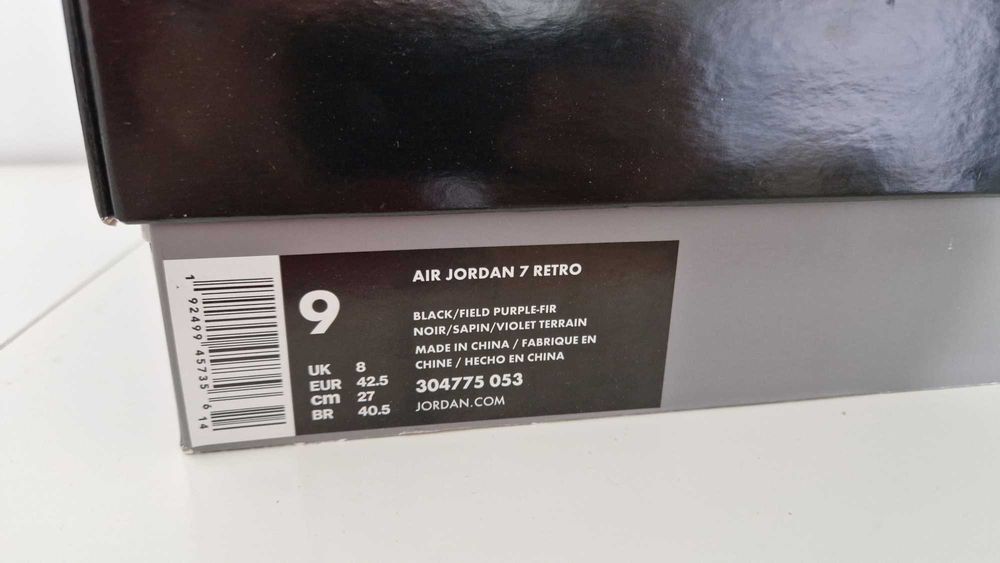 1 92499 45735 6 14
9
UK 8
EUR 42.5
cm 27
BR 40.5
AIR JORDAN 7 RETRO
BLACK/FIELD PURPLE-FIR
NOIR/SAPIN/VIOLET TERRAIN
MADE IN CHINA / FABRIQUE EN
CHINE / HECHO EN CHINA
304775 053
JORDAN.COM